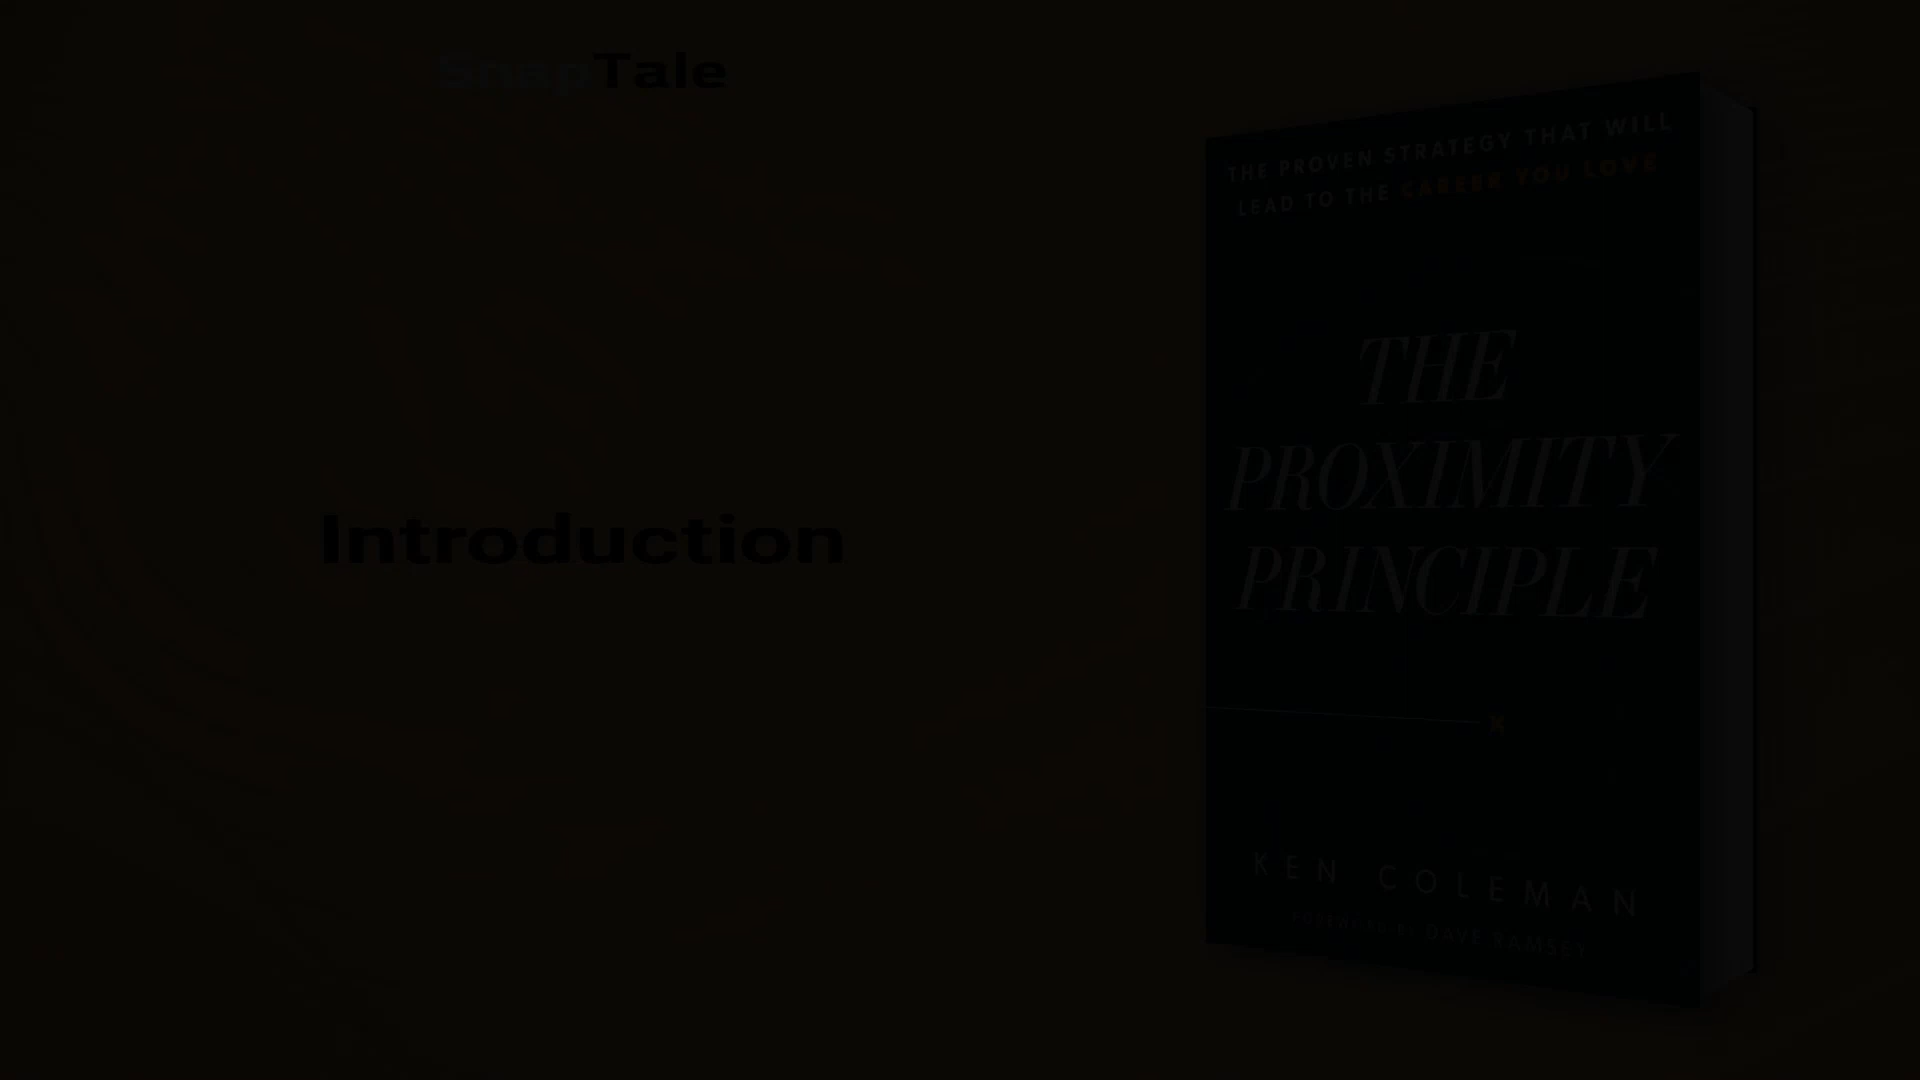 SnapTale
Introduction
THE PROVEN STRATEGY THAT WILL
LEAD TO THE CAREER YOU LOVE
THE
PROXIMITY
PRINCIPLE
KEN COLEMAN
FOREWORD BY DAVE RAMSEY